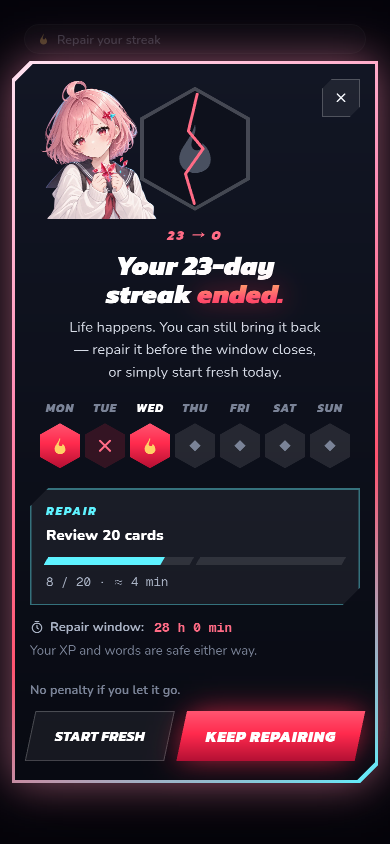 Repair your streak
×
23 → 0
Your 23-day
streak ended.
Life happens. You can still bring it back
— repair it before the window closes,
or simply start fresh today.
MON TUE WED THU FRI SAT SUN
REPAIR
Review 20 cards
8 / 20 · ≈ 4 min
Repair window: 28 h 0 min
Your XP and words are safe either way.
No penalty if you let it go.
START FRESH KEEP REPAIRING